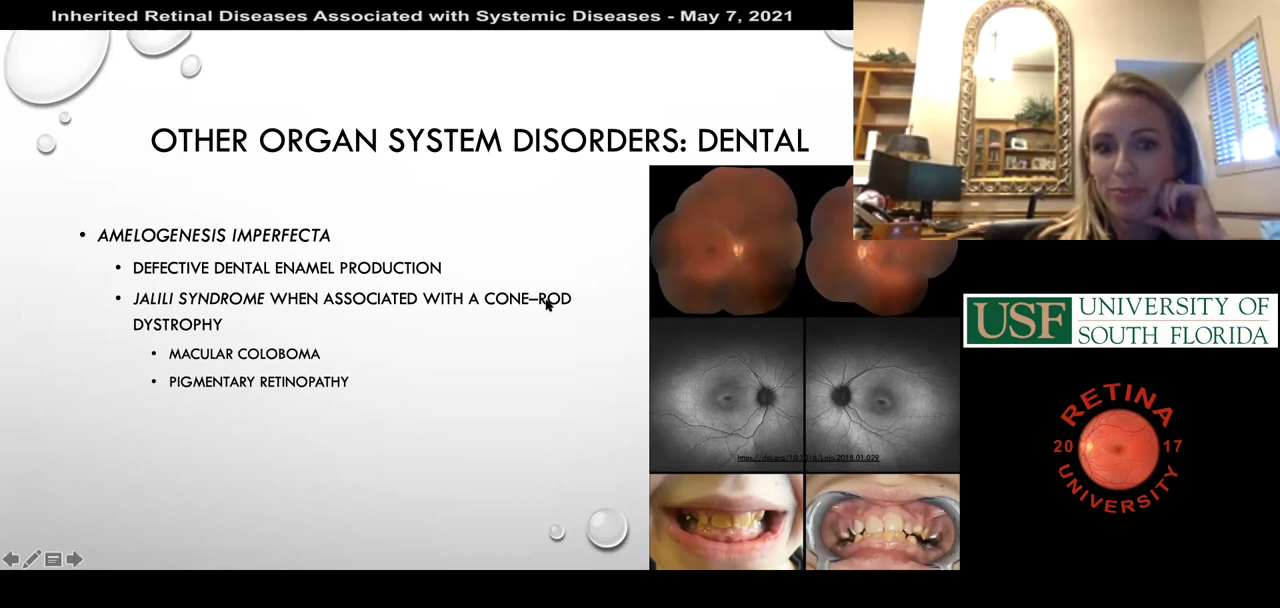 Inherited Retinal Diseases Associated with Systemic Diseases - May 7, 2021
OTHER ORGAN SYSTEM DISORDERS: DENTAL
• AMELOGENESIS IMPERFECTA
• DEFECTIVE DENTAL ENAMEL PRODUCTION
• JALILI SYNDROME WHEN ASSOCIATED WITH A CONE–ROD
DYSTROPHY
• MACULAR COLOBOMA
• PIGMENTARY RETINOPATHY
USF UNIVERSITY OF
SOUTH FLORIDA
RETINA
20 17
UNIVERSITY